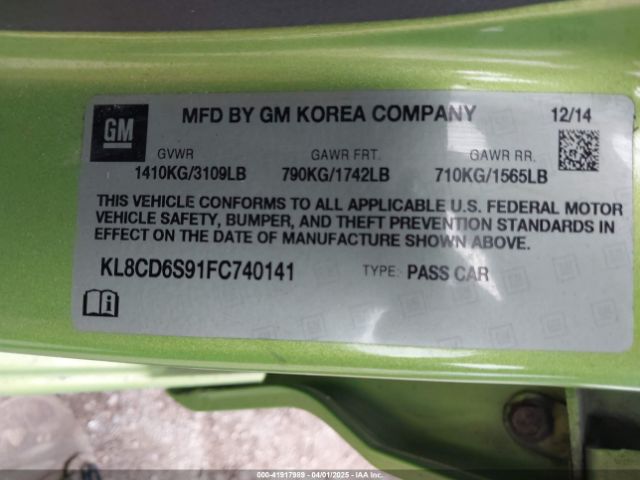 GM
MFD BY GM KOREA COMPANY 12/14
GVWR GAWR FRT. GAWR RR.
1410KG/3109LB 790KG/1742LB 710KG/1565LB
THIS VEHICLE CONFORMS TO ALL APPLICABLE U.S. FEDERAL MOTOR
VEHICLE SAFETY, BUMPER, AND THEFT PREVENTION STANDARDS IN
EFFECT ON THE DATE OF MANUFACTURE SHOWN ABOVE.
KL8CD6S91FC740141 TYPE: PASS CAR
000-41917989 04/01/2025 IAAI.COM